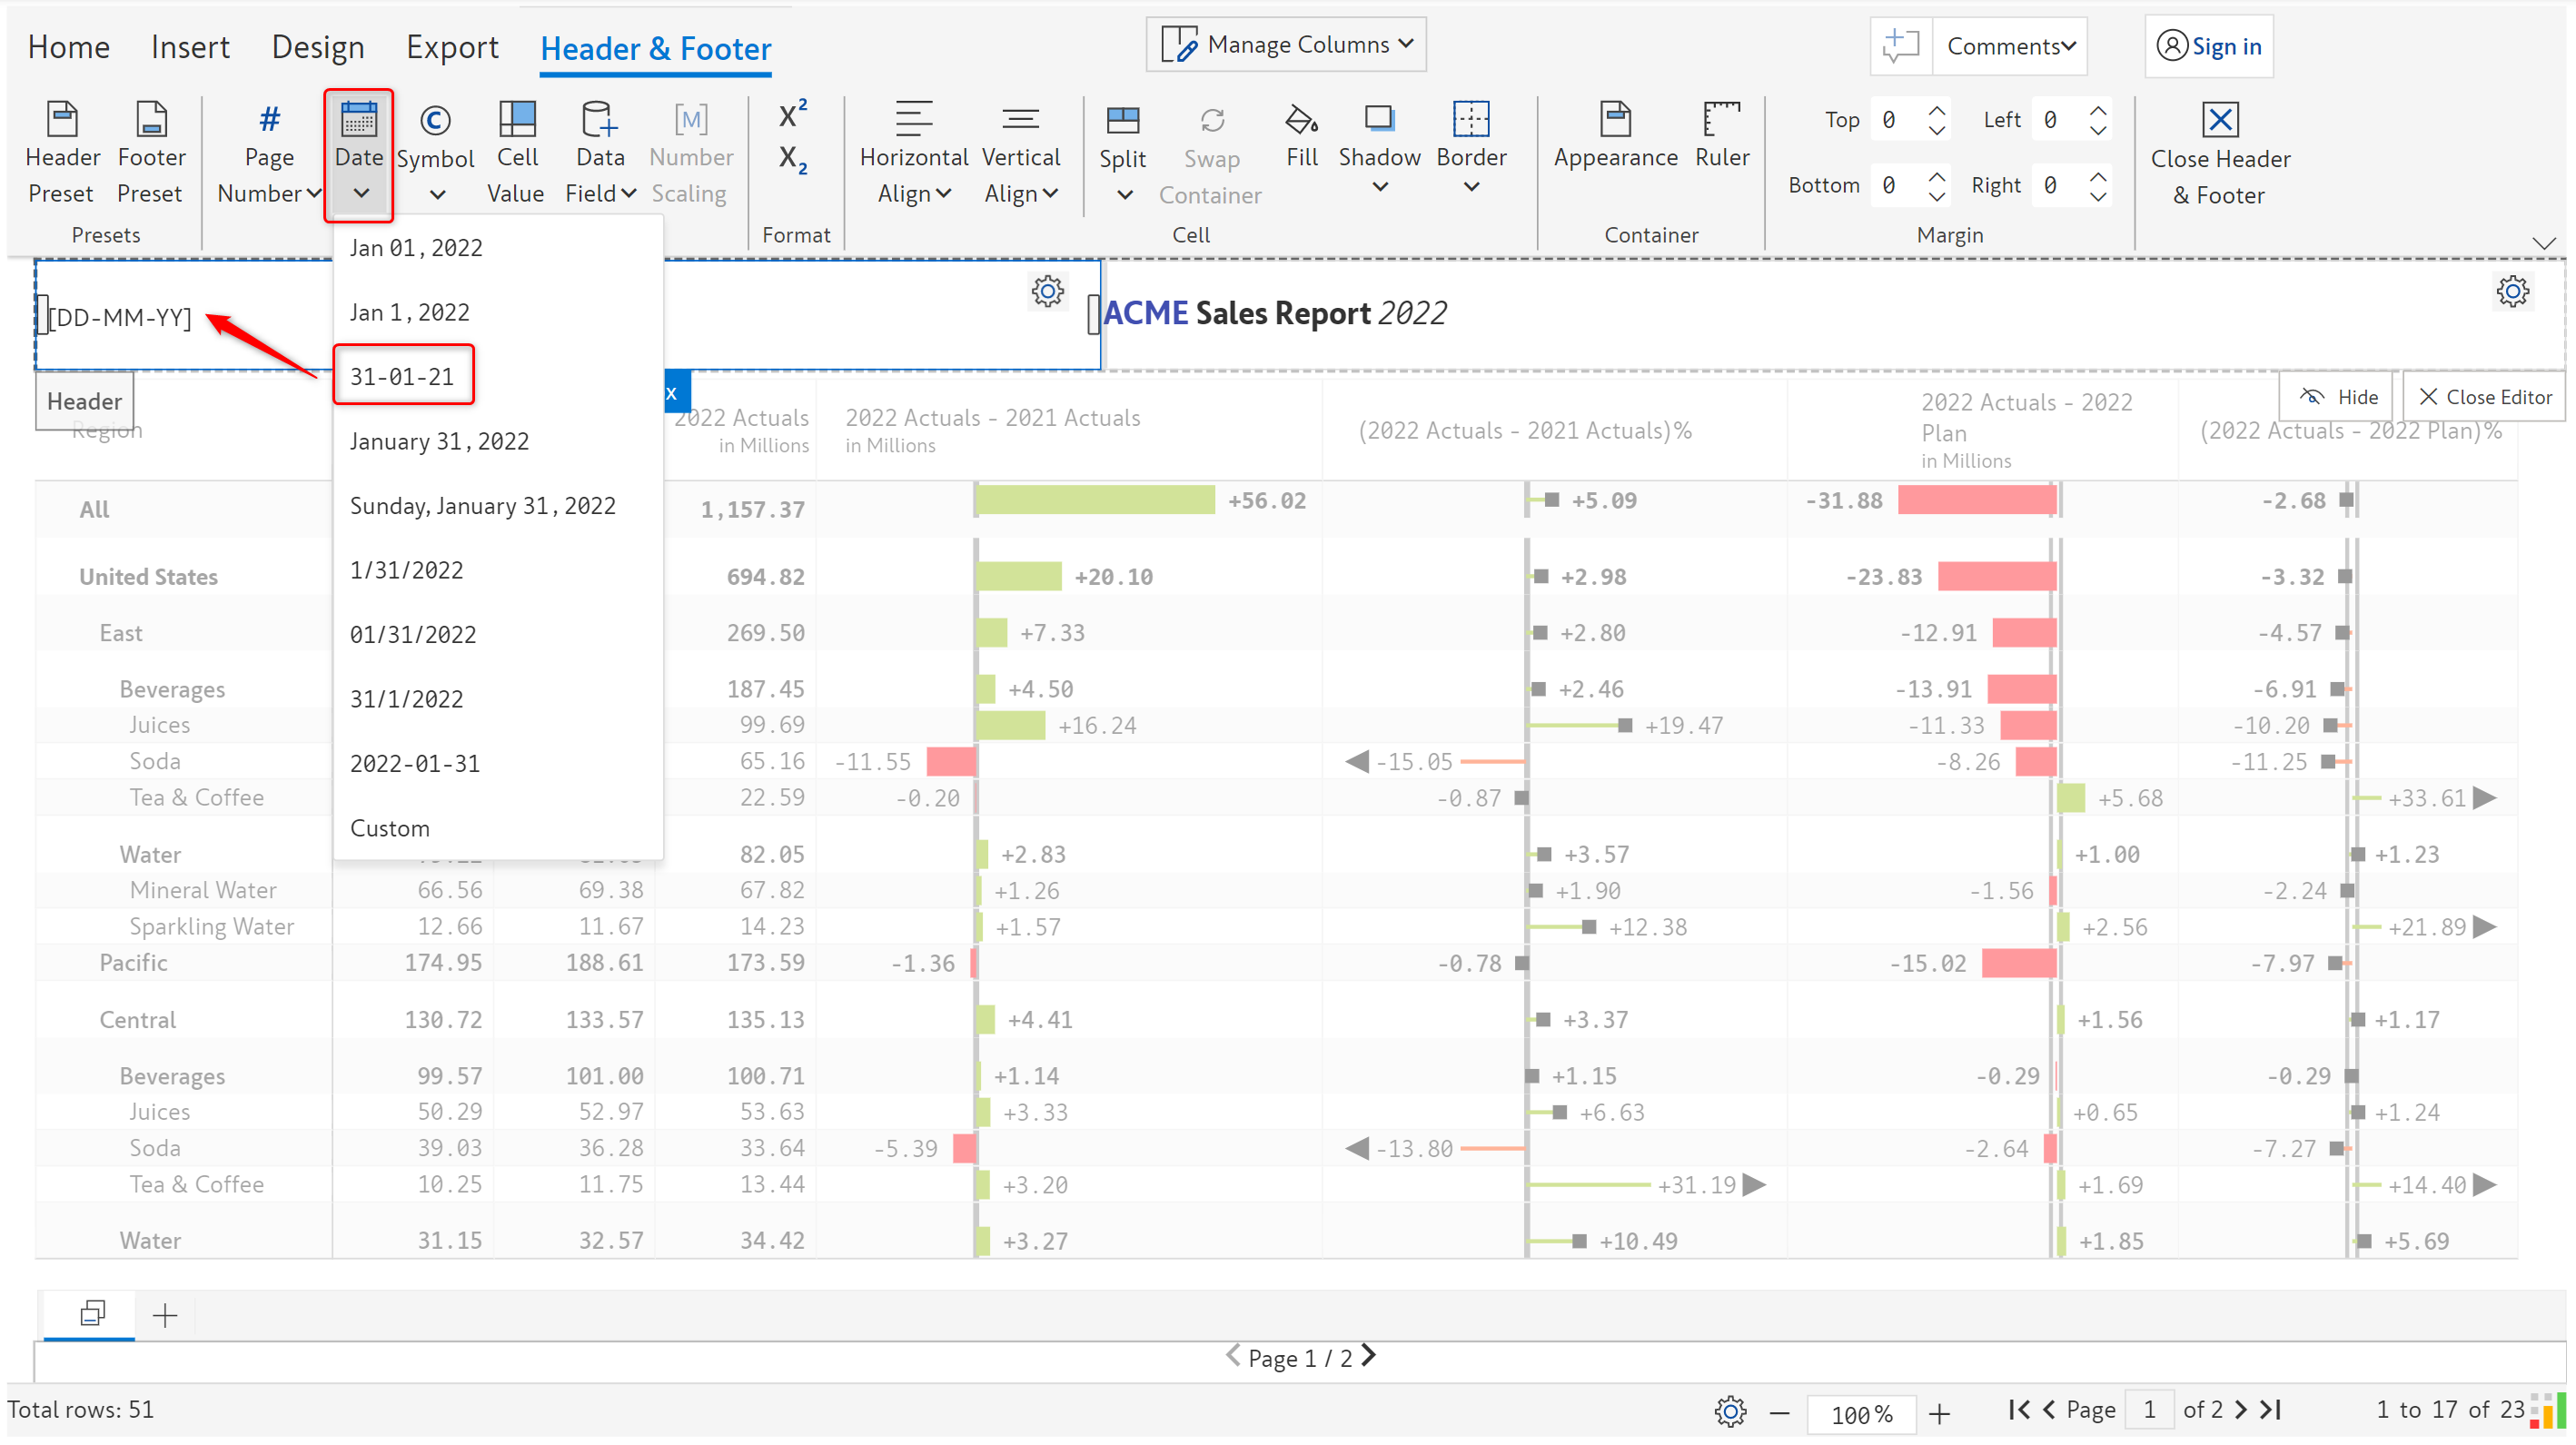 Home Insert Design Export Header & Footer Manage Columns Comments Sign in
Header Preset Footer Preset # Page Number Date Symbol Cell Value Data Field [M] Number Scaling X² X₂ Horizontal Align Vertical Align Split Swap Container Fill Shadow Border Appearance Ruler Top 0 Left 0 Bottom 0 Right 0 Close Header & Footer
Presets Format Cell Container Margin
Jan 01, 2022
Jan 1, 2022
31-01-21
January 31, 2022
Sunday, January 31, 2022
1/31/2022
01/31/2022
31/1/2022
2022-01-31
Custom
[DD-MM-YY] ACME Sales Report 2022
Header x Hide Close Editor
Region 2022 Actuals in Millions 2022 Actuals - 2021 Actuals in Millions (2022 Actuals - 2021 Actuals)% 2022 Actuals - 2022 Plan in Millions (2022 Actuals - 2022 Plan)%
All 1,157.37 +56.02 +5.09 -31.88 -2.68
United States 694.82 +20.10 +2.98 -23.83 -3.32
East 269.50 +7.33 +2.80 -12.91 -4.57
Beverages 187.45 +4.50 +2.46 -13.91 -6.91
Juices 99.69 +16.24 +19.47 -11.33 -10.20
Soda 65.16 -11.55 -15.05 -8.26 -11.25
Tea & Coffee 22.59 -0.20 -0.87 +5.68 +33.61
Water 82.05 +2.83 +3.57 +1.00 +1.23
Mineral Water 66.56 69.38 67.82 +1.26 +1.90 -1.56 -2.24
Sparkling Water 12.66 11.67 14.23 +1.57 +12.38 +2.56 +21.89
Pacific 174.95 188.61 173.59 -1.36 -0.78 -15.02 -7.97
Central 130.72 133.57 135.13 +4.41 +3.37 +1.56 +1.17
Beverages 99.57 101.00 100.71 +1.14 +1.15 -0.29 -0.29
Juices 50.29 52.97 53.63 +3.33 +6.63 +0.65 +1.24
Soda 39.03 36.28 33.64 -5.39 -13.80 -2.64 -7.27
Tea & Coffee 10.25 11.75 13.44 +3.20 +31.19 +1.69 +14.40
Water 31.15 32.57 34.42 +3.27 +10.49 +1.85 +5.69
Page 1 / 2
Total rows: 51 100% Page 1 of 2 1 to 17 of 23